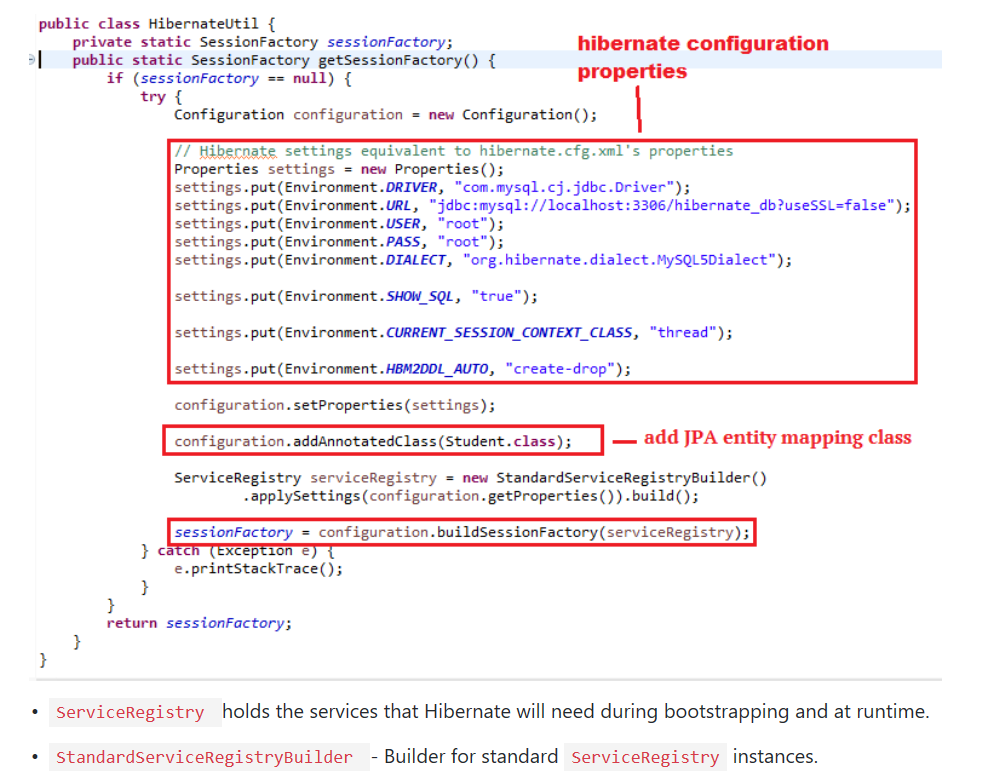 public class HibernateUtil {
private static SessionFactory sessionFactory;
public static SessionFactory getSessionFactory() {
if (sessionFactory == null) {
try {
Configuration configuration = new Configuration();
hibernate configuration
properties
// Hibernate settings equivalent to hibernate.cfg.xml's properties
Properties settings = new Properties();
settings.put(Environment.DRIVER, "com.mysql.cj.jdbc.Driver");
settings.put(Environment.URL, "jdbc:mysql://localhost:3306/hibernate_db?useSSL=false");
settings.put(Environment.USER, "root");
settings.put(Environment.PASS, "root");
settings.put(Environment.DIALECT, "org.hibernate.dialect.MySQL5Dialect");
settings.put(Environment.SHOW_SQL, "true");
settings.put(Environment.CURRENT_SESSION_CONTEXT_CLASS, "thread");
settings.put(Environment.HBM2DDL_AUTO, "create-drop");
configuration.setProperties(settings);
configuration.addAnnotatedClass(Student.class);
add JPA entity mapping class
ServiceRegistry serviceRegistry = new StandardServiceRegistryBuilder()
.applySettings(configuration.getProperties()).build();
sessionFactory = configuration.buildSessionFactory(serviceRegistry);
} catch (Exception e) {
e.printStackTrace();
}
}
return sessionFactory;
}
}
• ServiceRegistry holds the services that Hibernate will need during bootstrapping and at runtime.
• StandardServiceRegistryBuilder - Builder for standard ServiceRegistry instances.